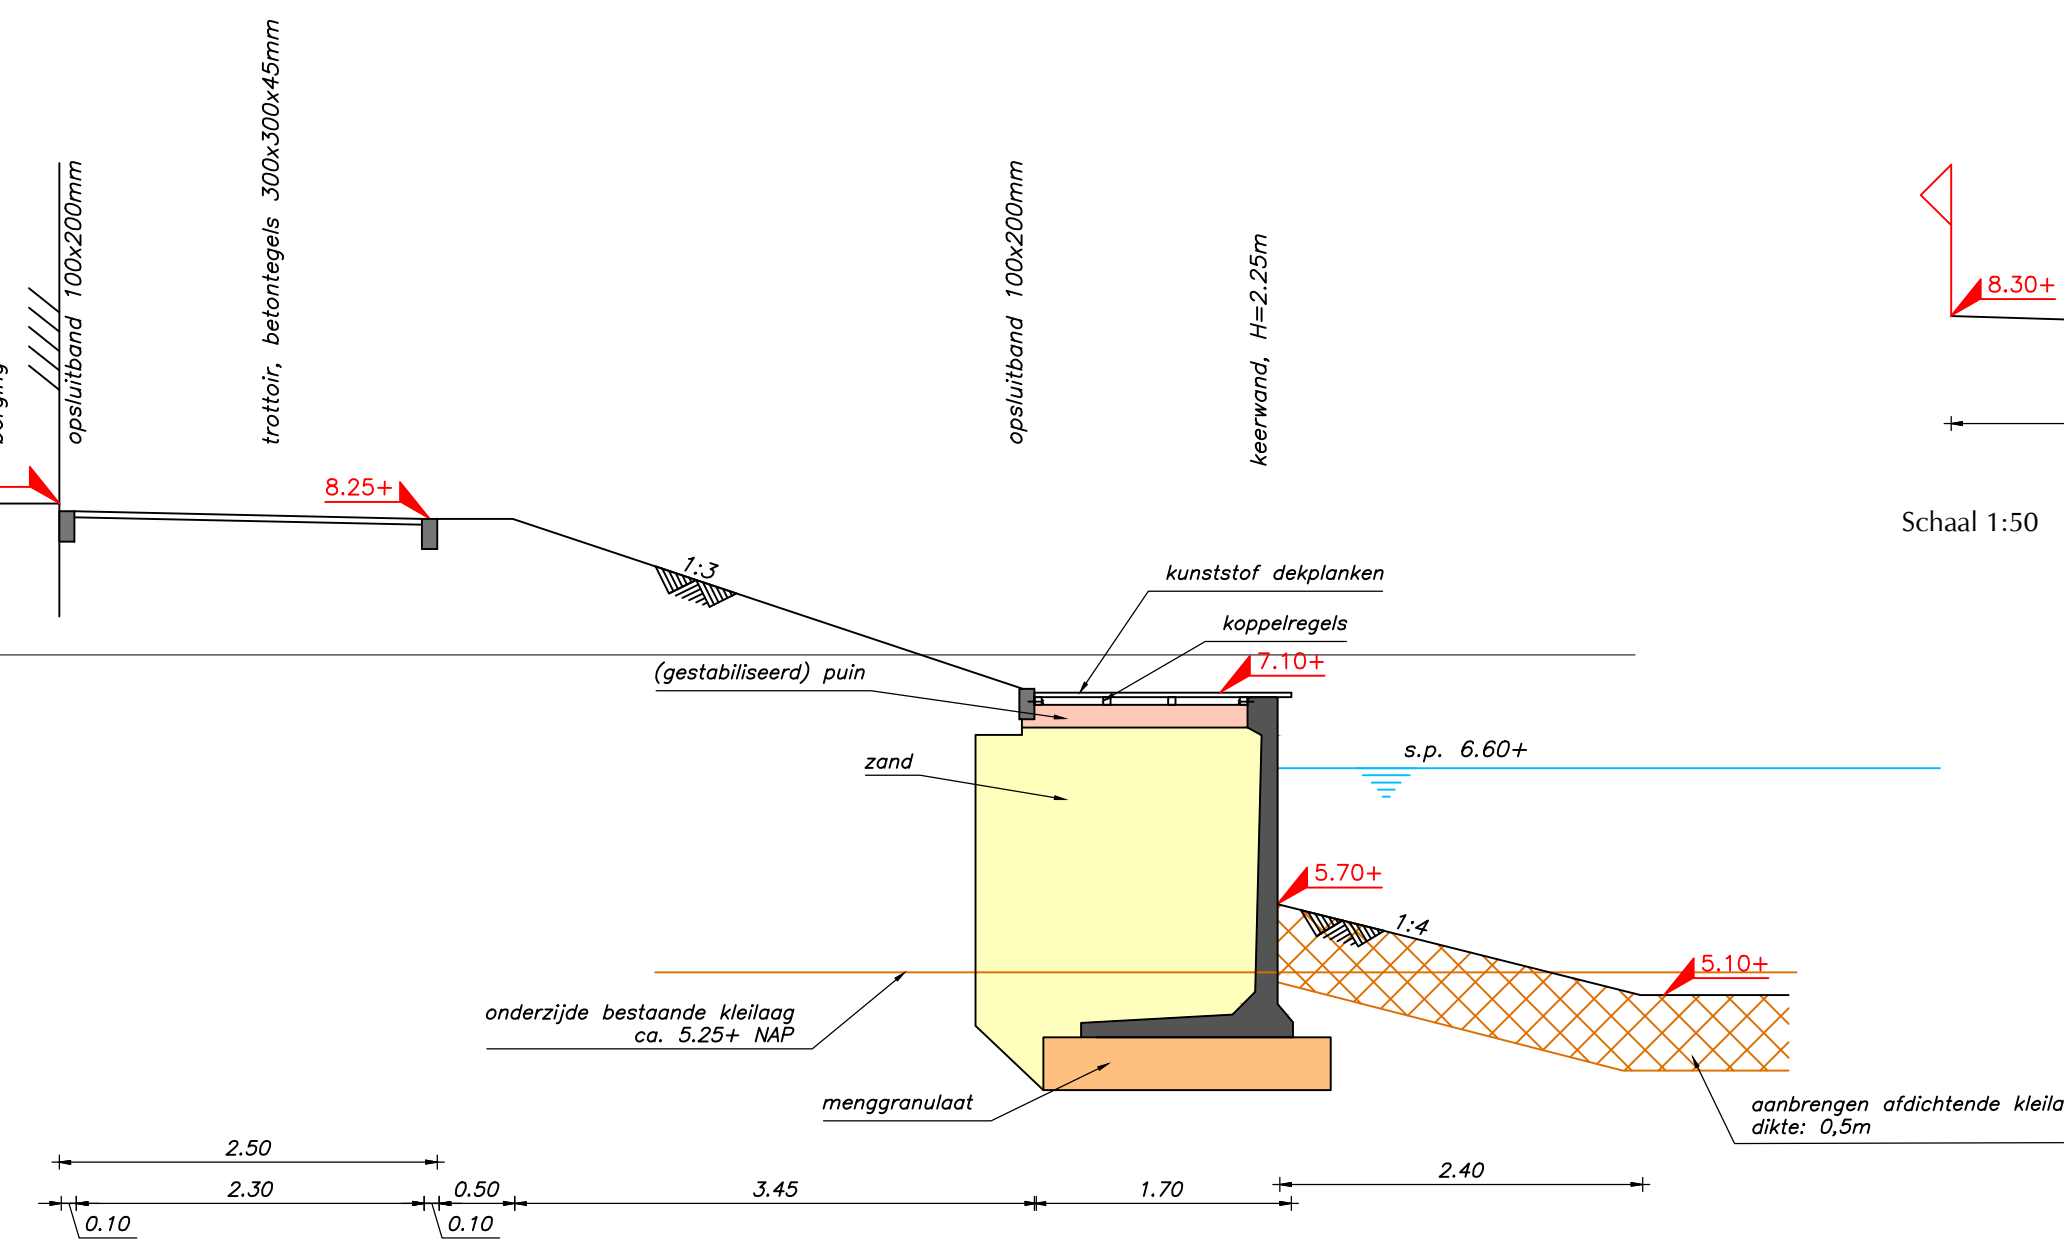 opsluitband 100x200mm
trottoir, betontegels 300x300x45mm
opsluitband 100x200mm
keerwand, H=2.25m
8.30+
8.25+
Schaal 1:50
1:3
kunststof dekplanken
koppelregels
7.10+
(gestabiliseerd) puin
s.p. 6.60+
zand
5.70+
1:4
5.10+
onderzijde bestaande kleilaag
ca. 5.25+ NAP
menggranulaat
aanbrengen afdichtende kleila
dikte: 0,5m
2.50
2.40
2.30
0.50
3.45
1.70
0.10
0.10